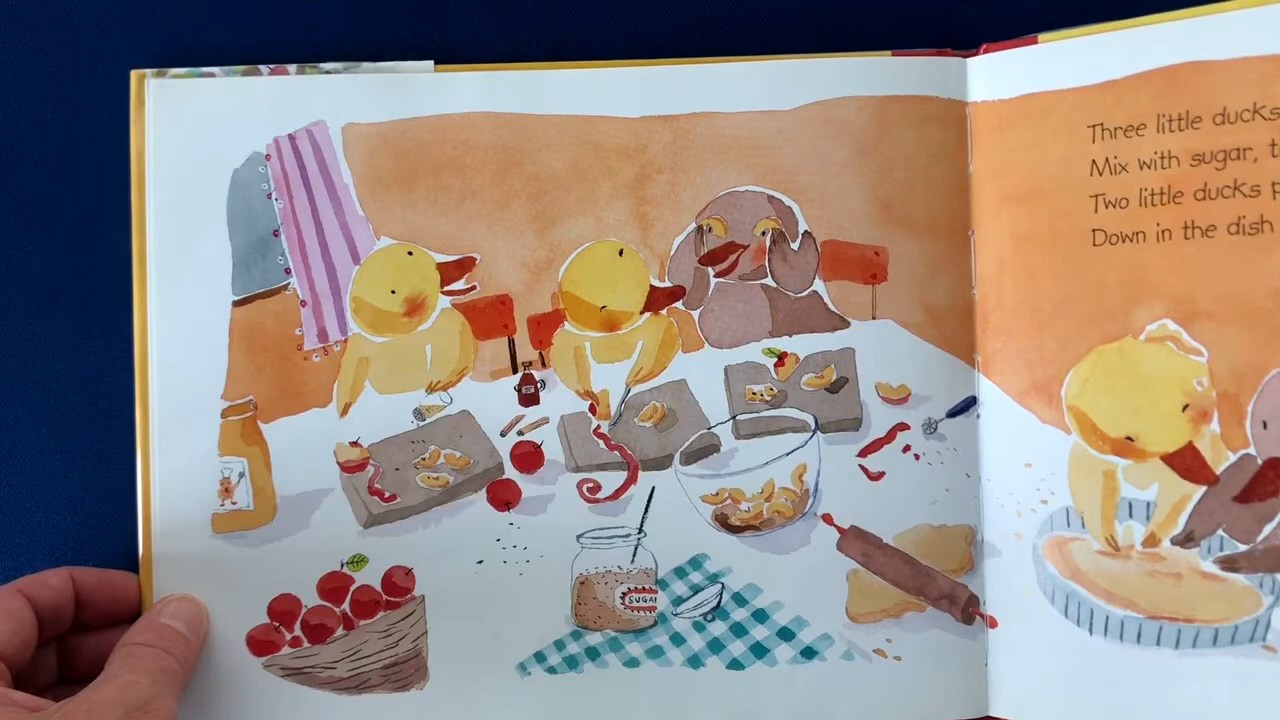 SUGAR
Three little ducks
Mix with sugar,
Two little ducks
Down in the dish